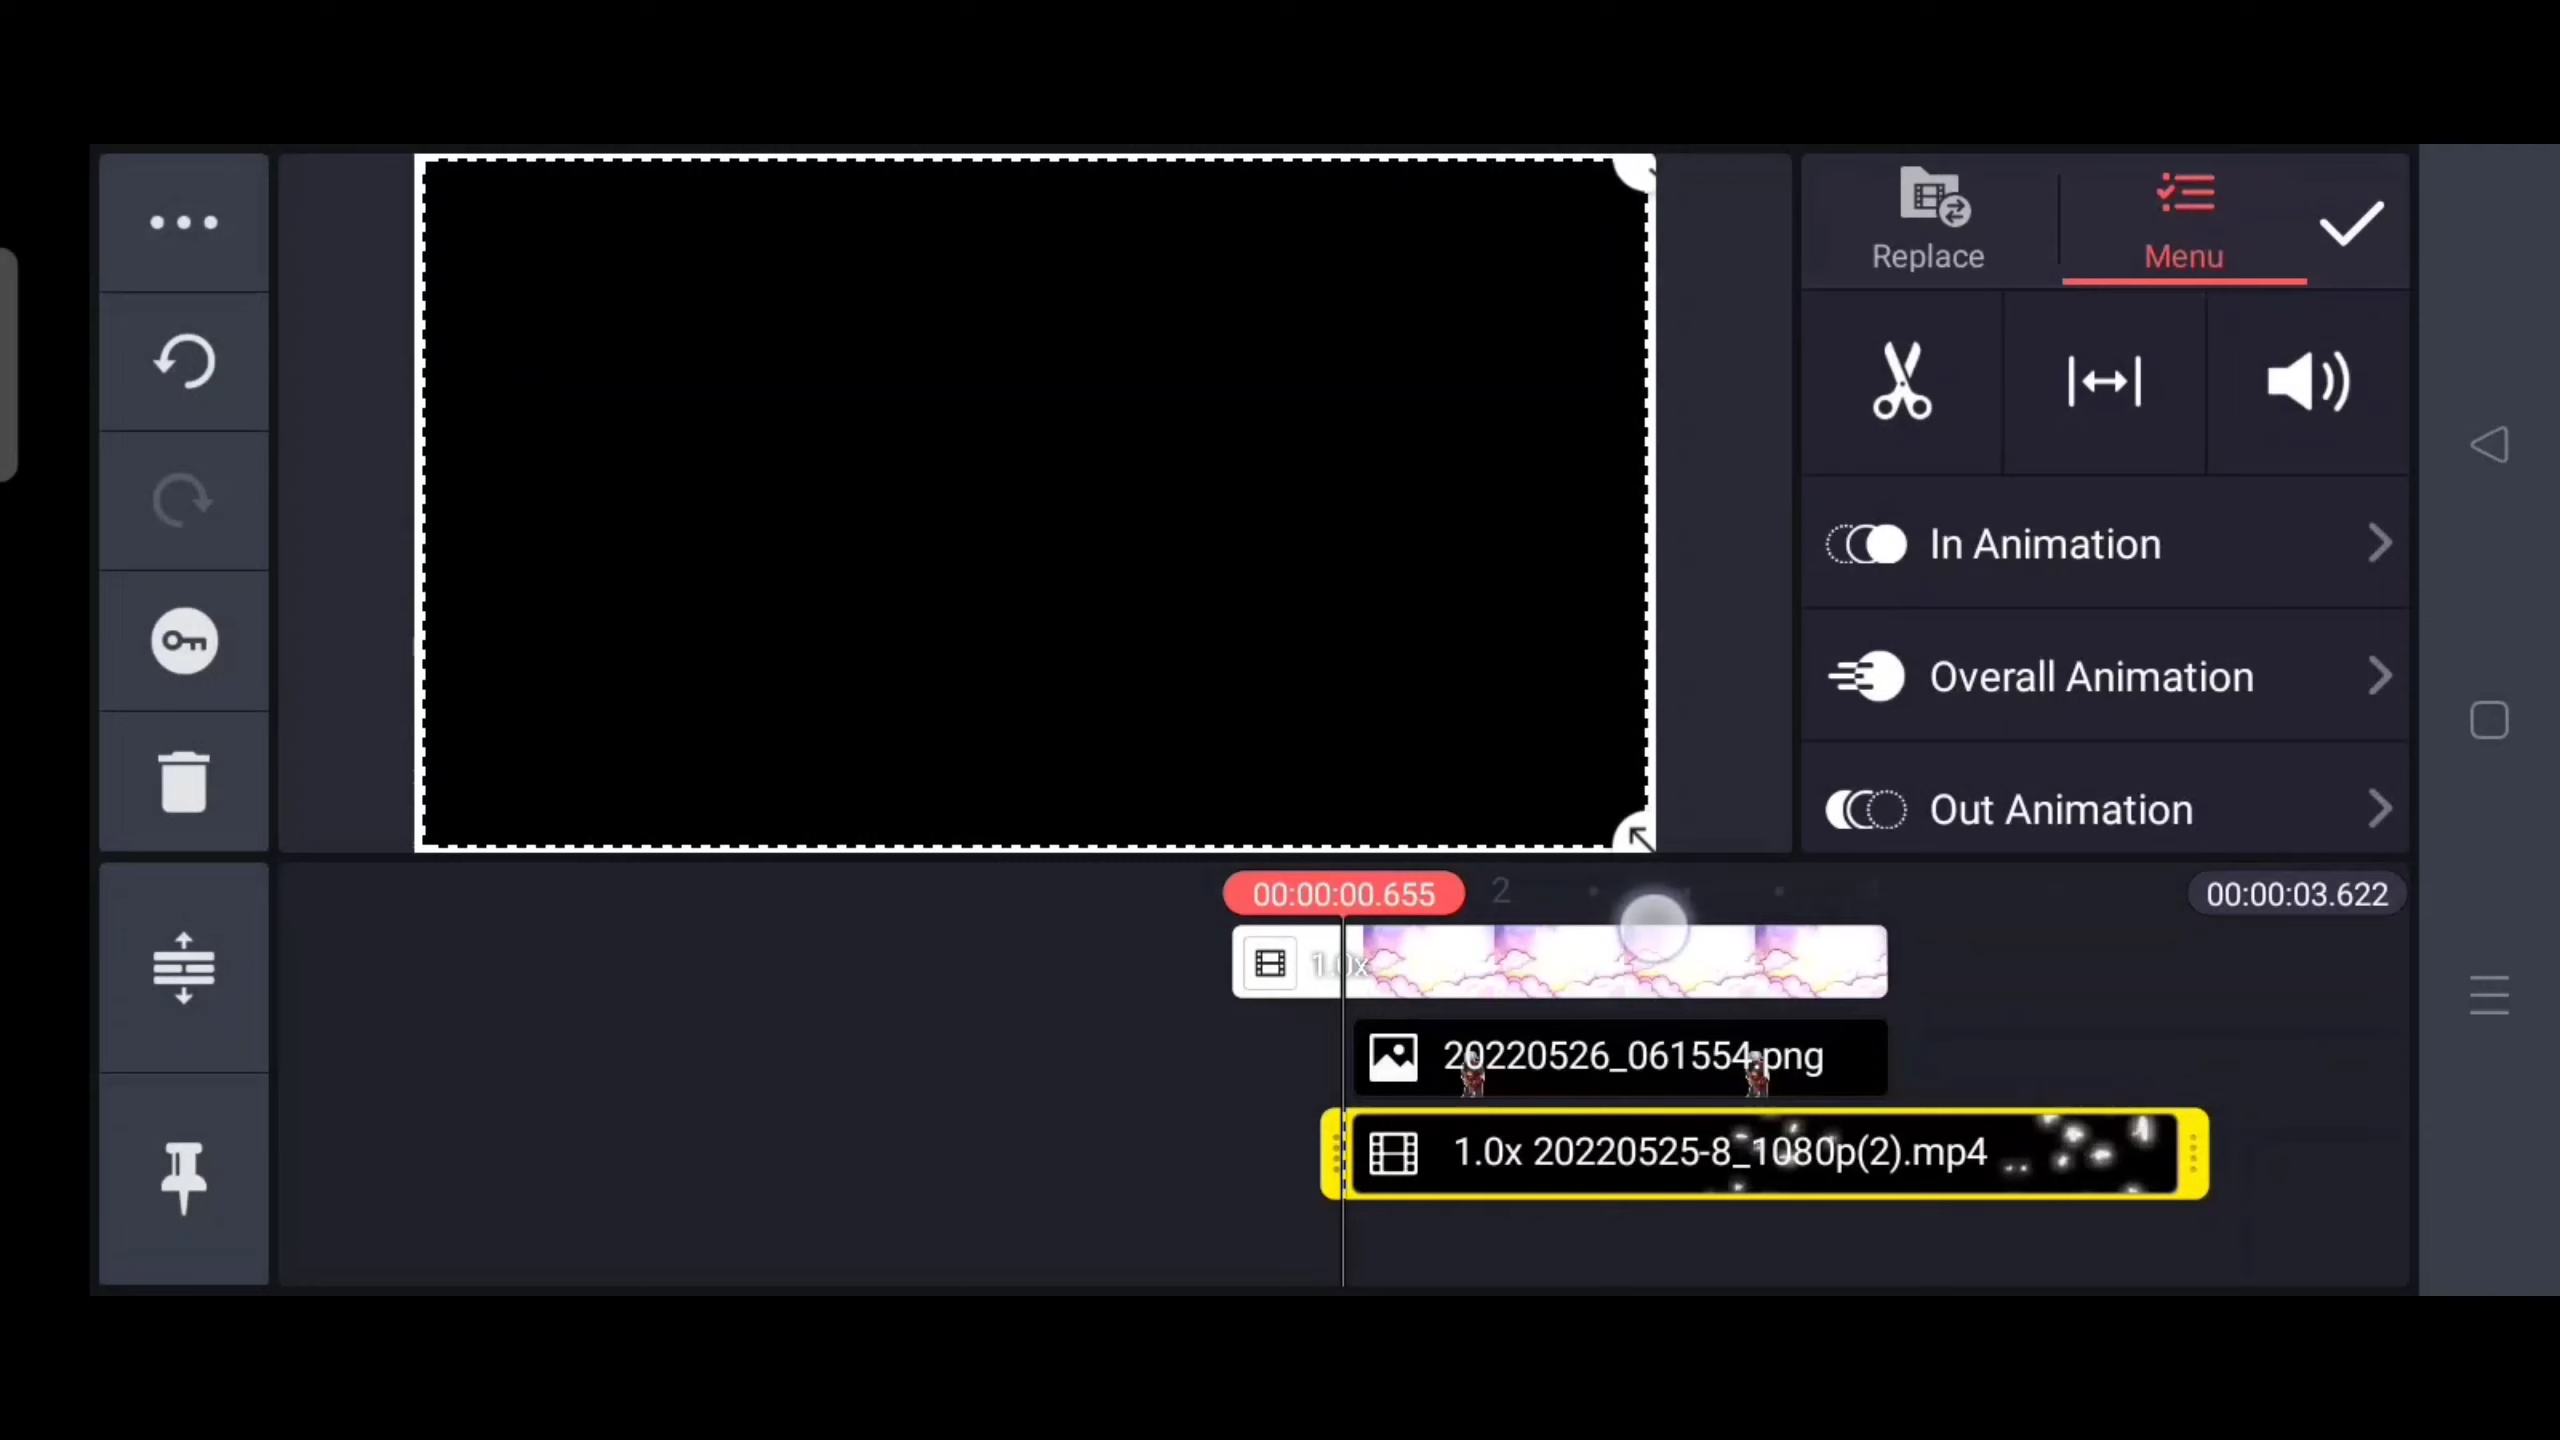 Replace
Menu
In Animation
Overall Animation
Out Animation
00:00:00.655
2
00:00:03.622
1.0x
20220526_061554.png
1.0x 20220525-8_1080p(2).mp4